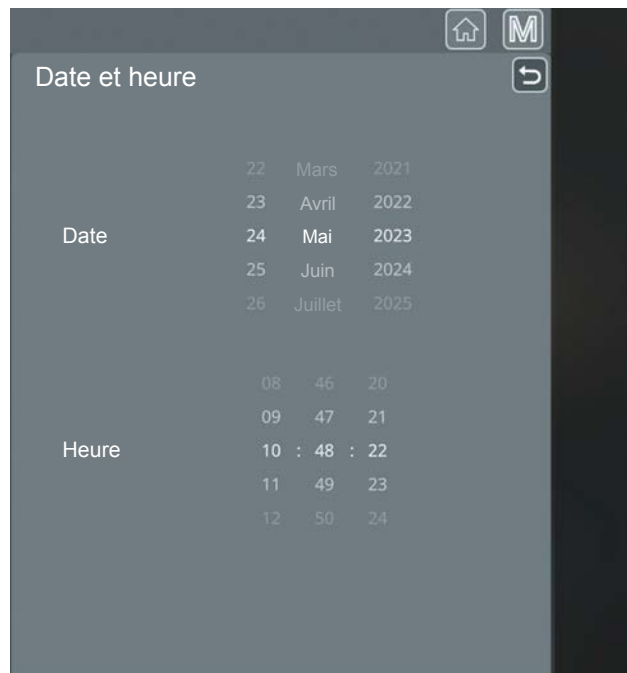 M
Date et heure
22 Mars 2021
23 Avril 2022
Date 24 Mai 2023
25 Juin 2024
26 Juillet 2025
08 46 20
09 47 21
Heure 10 : 48 : 22
11 49 23
12 50 24